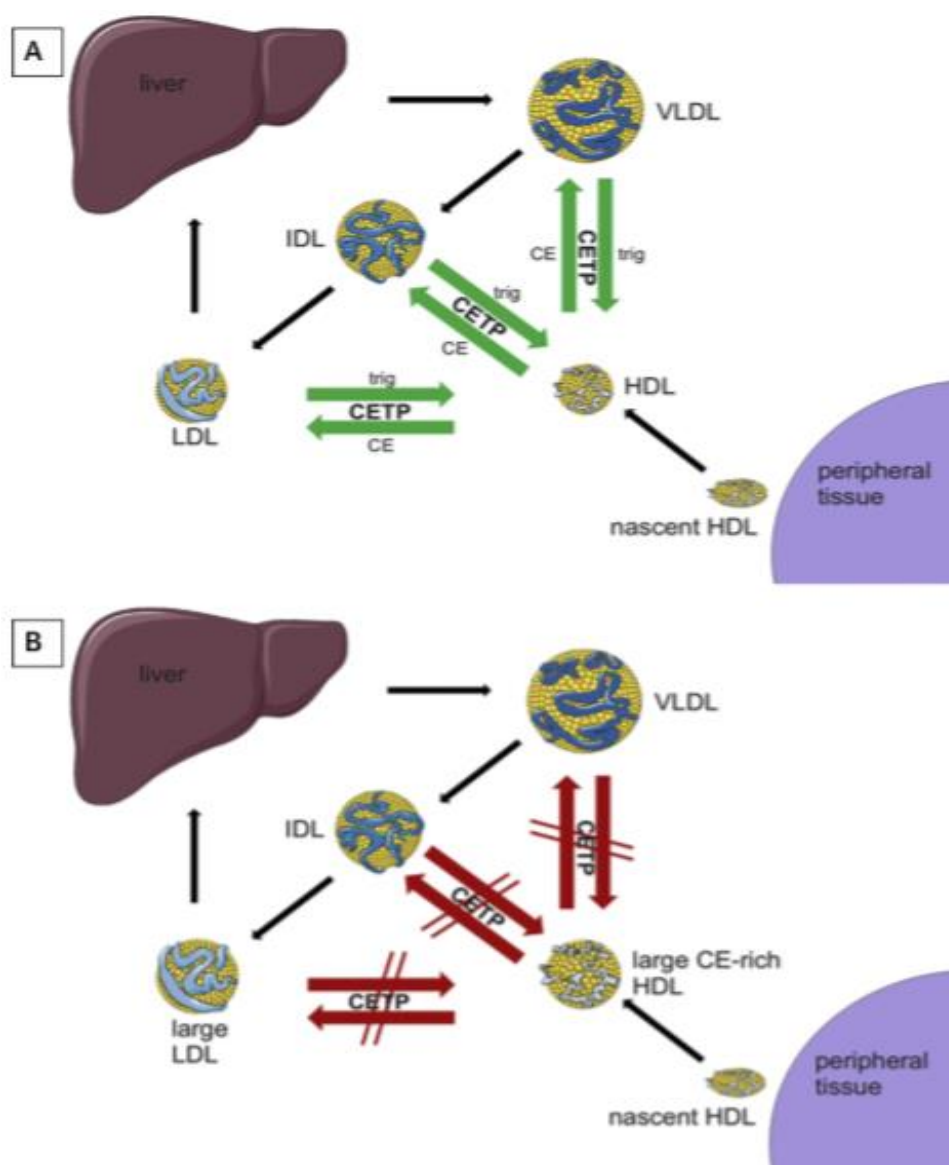 A
liver
VLDL
IDL
CE
CETP
trig
trig
CETP
CE
trig
CETP
CE
LDL
HDL
peripheral
tissue
nascent HDL
B
liver
VLDL
IDL
CETP
CETP
CETP
large CE-rich
HDL
large
LDL
peripheral
tissue
nascent HDL